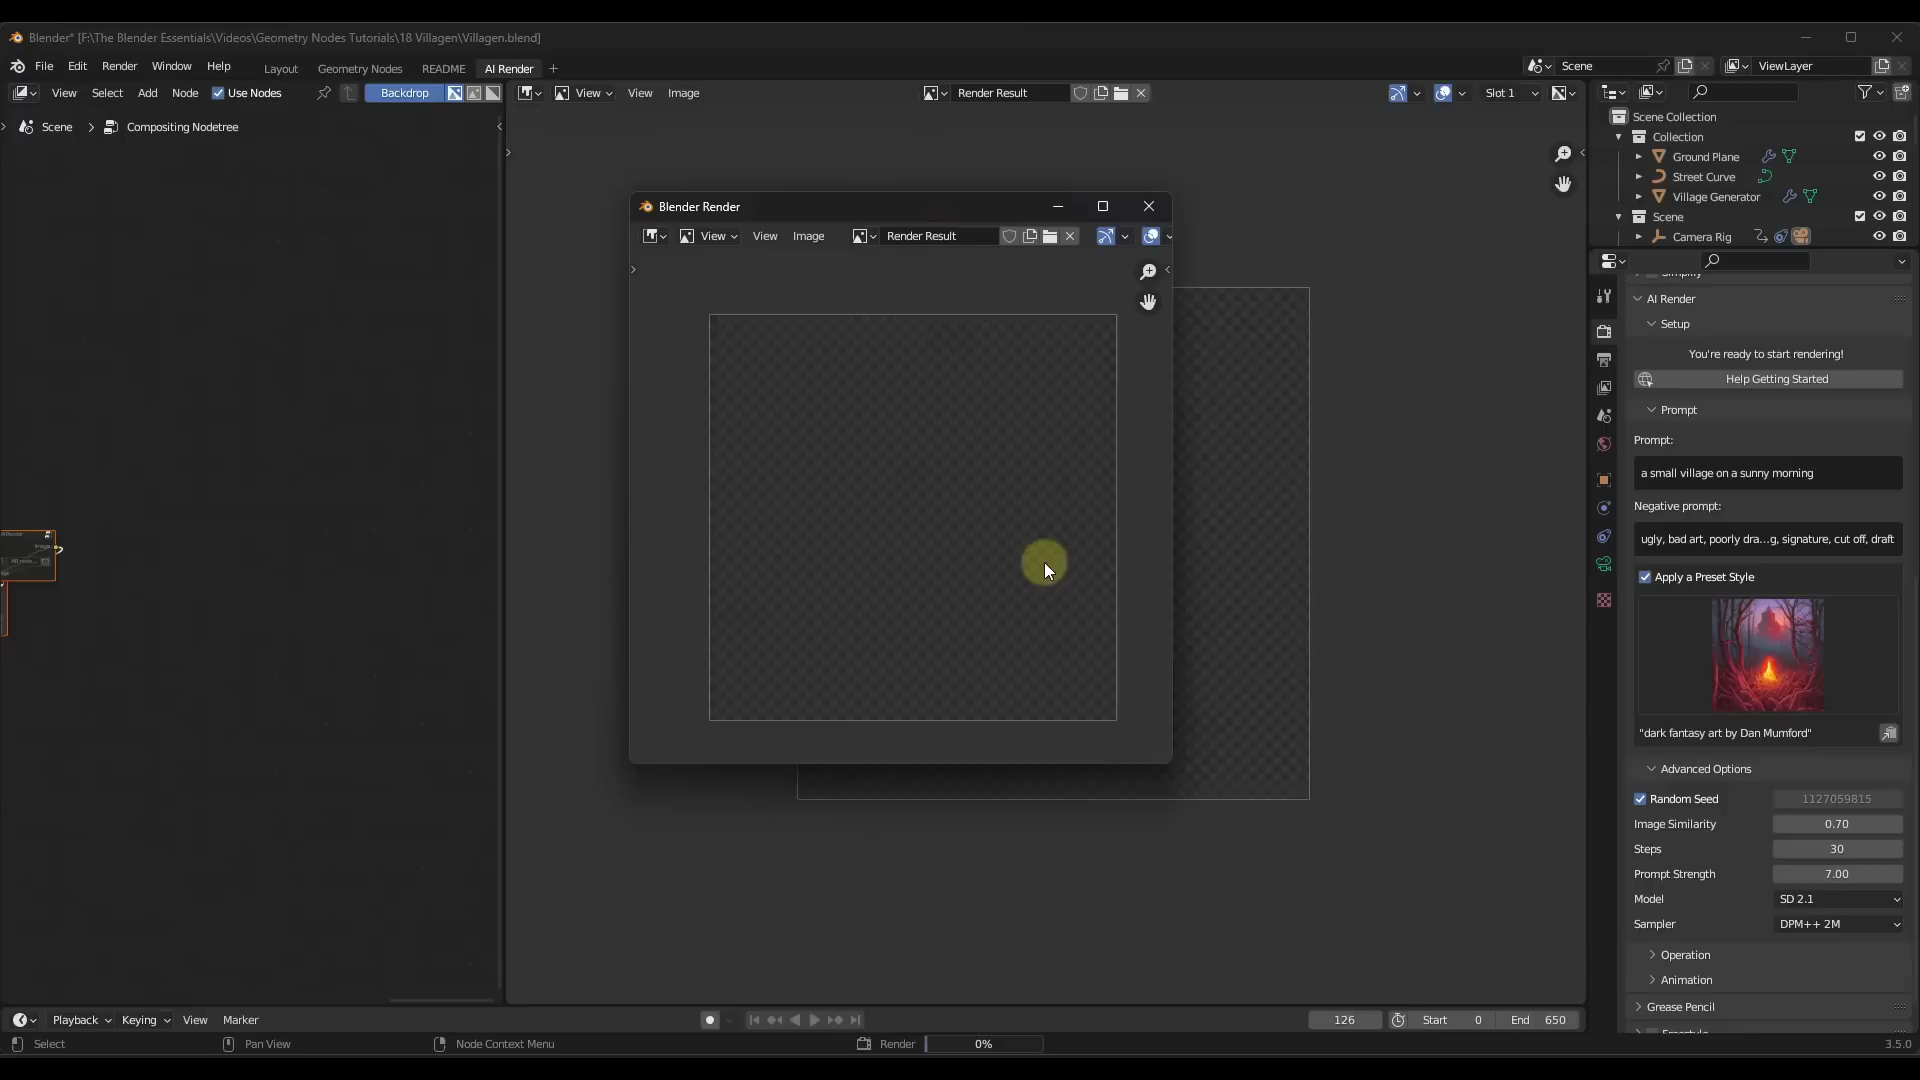 Blender* [F:\The Blender Essentials\Videos\Geometry Nodes Tutorials\18 Villagen\Villagen.blend]
File Edit Render Window Help Layout Geometry Nodes README AI Render + Scene ViewLayer
View Select Add Node Use Nodes Backdrop View View Image Render Result Slot 1
Scene > Compositing Nodetree
Scene Collection
Collection
Ground Plane
Street Curve
Village Generator
Scene
Camera Rig
Blender Render
View View Image Render Result
AI Render
Setup
You're ready to start rendering!
Help Getting Started
Prompt
Prompt:
a small village on a sunny morning
Negative prompt:
ugly, bad art, poorly dra...g, signature, cut off, draft
Apply a Preset Style
"dark fantasy art by Dan Mumford"
Advanced Options
Random Seed 1127059815
Image Similarity 0.70
Steps 30
Prompt Strength 7.00
Model SD 2.1
Sampler DPM++ 2M
Operation
Animation
Grease Pencil
Playback Keying View Marker 126 Start 0 End 650
Select Pan View Node Context Menu Render 0% 3.5.0